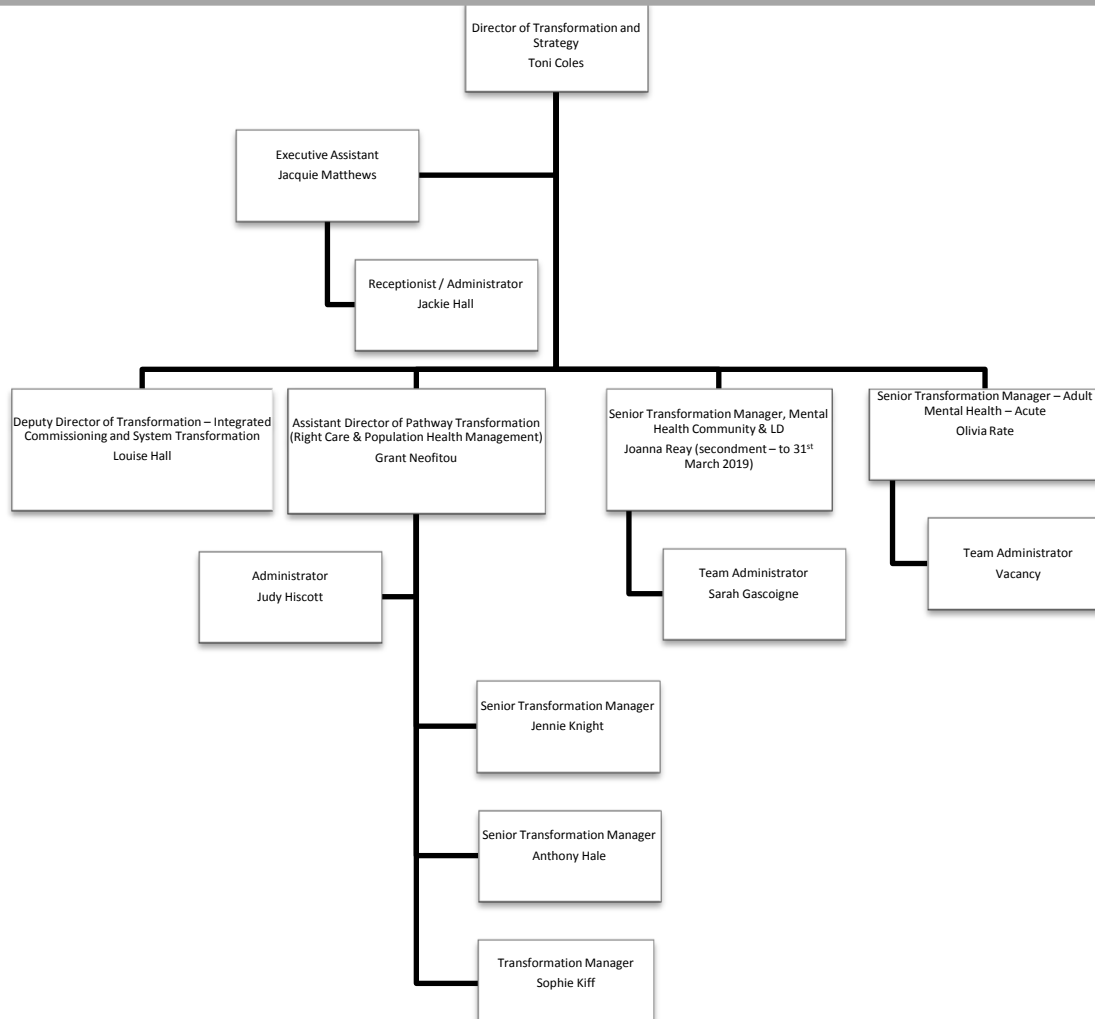 Director of Transformation and
Strategy
Toni Coles
Executive Assistant
Jacquie Matthews
Receptionist / Administrator
Jackie Hall
Deputy Director of Transformation – Integrated
Commissioning and System Transformation
Louise Hall
Assistant Director of Pathway Transformation
(Right Care & Population Health Management)
Grant Neofitou
Senior Transformation Manager, Mental
Health Community & LD
Joanna Reay (secondment – to 31st
March 2019)
Senior Transformation Manager – Adult
Mental Health – Acute
Olivia Rate
Administrator
Judy Hiscott
Team Administrator
Sarah Gascoigne
Team Administrator
Vacancy
Senior Transformation Manager
Jennie Knight
Senior Transformation Manager
Anthony Hale
Transformation Manager
Sophie Kiff